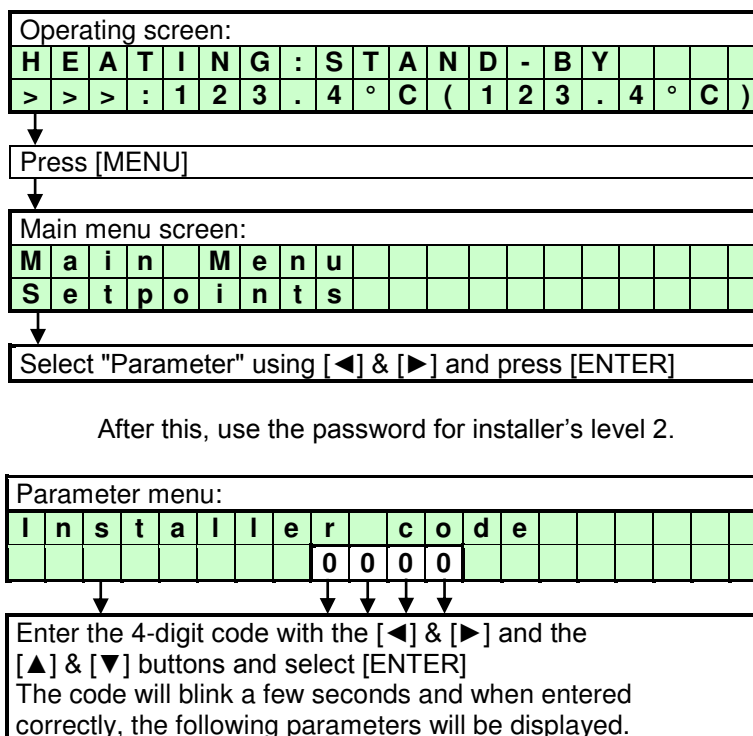 Operating screen:
HEATING:STAND-BY
>>>:123.4°C(123.4°C)
Press [MENU]
Main menu screen:
Main Menu
Setpoints
Select "Parameter" using [◄] & [►] and press [ENTER]
After this, use the password for installer’s level 2.
Parameter menu:
Installer code
0000
Enter the 4-digit code with the [◄] & [►] and the
[▲] & [▼] buttons and select [ENTER]
The code will blink a few seconds and when entered
correctly, the following parameters will be displayed.